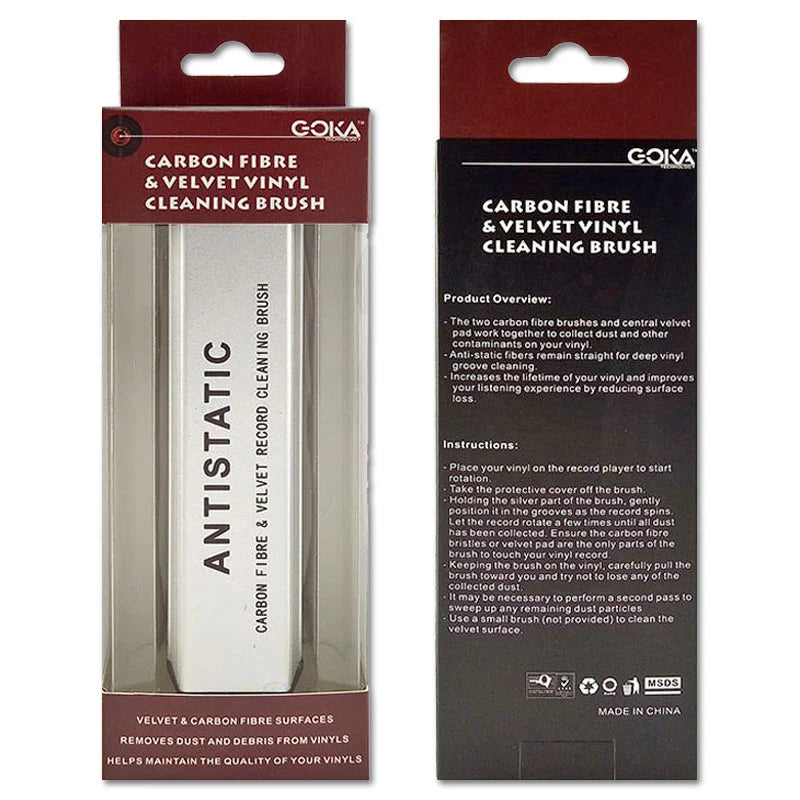 GOKA™
TECHNOLOGY
CARBON FIBRE
& VELVET VINYL
CLEANING BRUSH
ANTISTATIC
CARBON FIBRE & VELVET RECORD CLEANING BRUSH
VELVET & CARBON FIBRE SURFACES
REMOVES DUST AND DEBRIS FROM VINYLS
HELPS MAINTAIN THE QUALITY OF YOUR VINYLS
GOKA™
TECHNOLOGY
CARBON FIBRE
& VELVET VINYL
CLEANING BRUSH
Product Overview:
- The two carbon fibre brushes and central velvet
pad work together to collect dust and other
contaminants on your vinyl.
- Anti-static fibers remain straight for deep vinyl
groove cleaning.
- Increases the lifetime of your vinyl and improves
your listening experience by reducing surface
loss.
Instructions:
- Place your vinyl on the record player to start
rotation.
- Take the protective cover off the brush.
- Holding the silver part of the brush, gently
position it in the grooves as the record spins.
Let the record rotate a few times until all dust
has been collected. Ensure the carbon fibre
bristles or velvet pad are the only parts of the
brush to touch your vinyl record.
- Keeping the brush on the vinyl, carefully pull the
brush toward you and try not to lose any of the
collected dust.
- It may be necessary to perform a second pass to
sweep up any remaining dust particles
- Use a small brush (not provided) to clean the
velvet surface.
MSDS
MADE IN CHINA